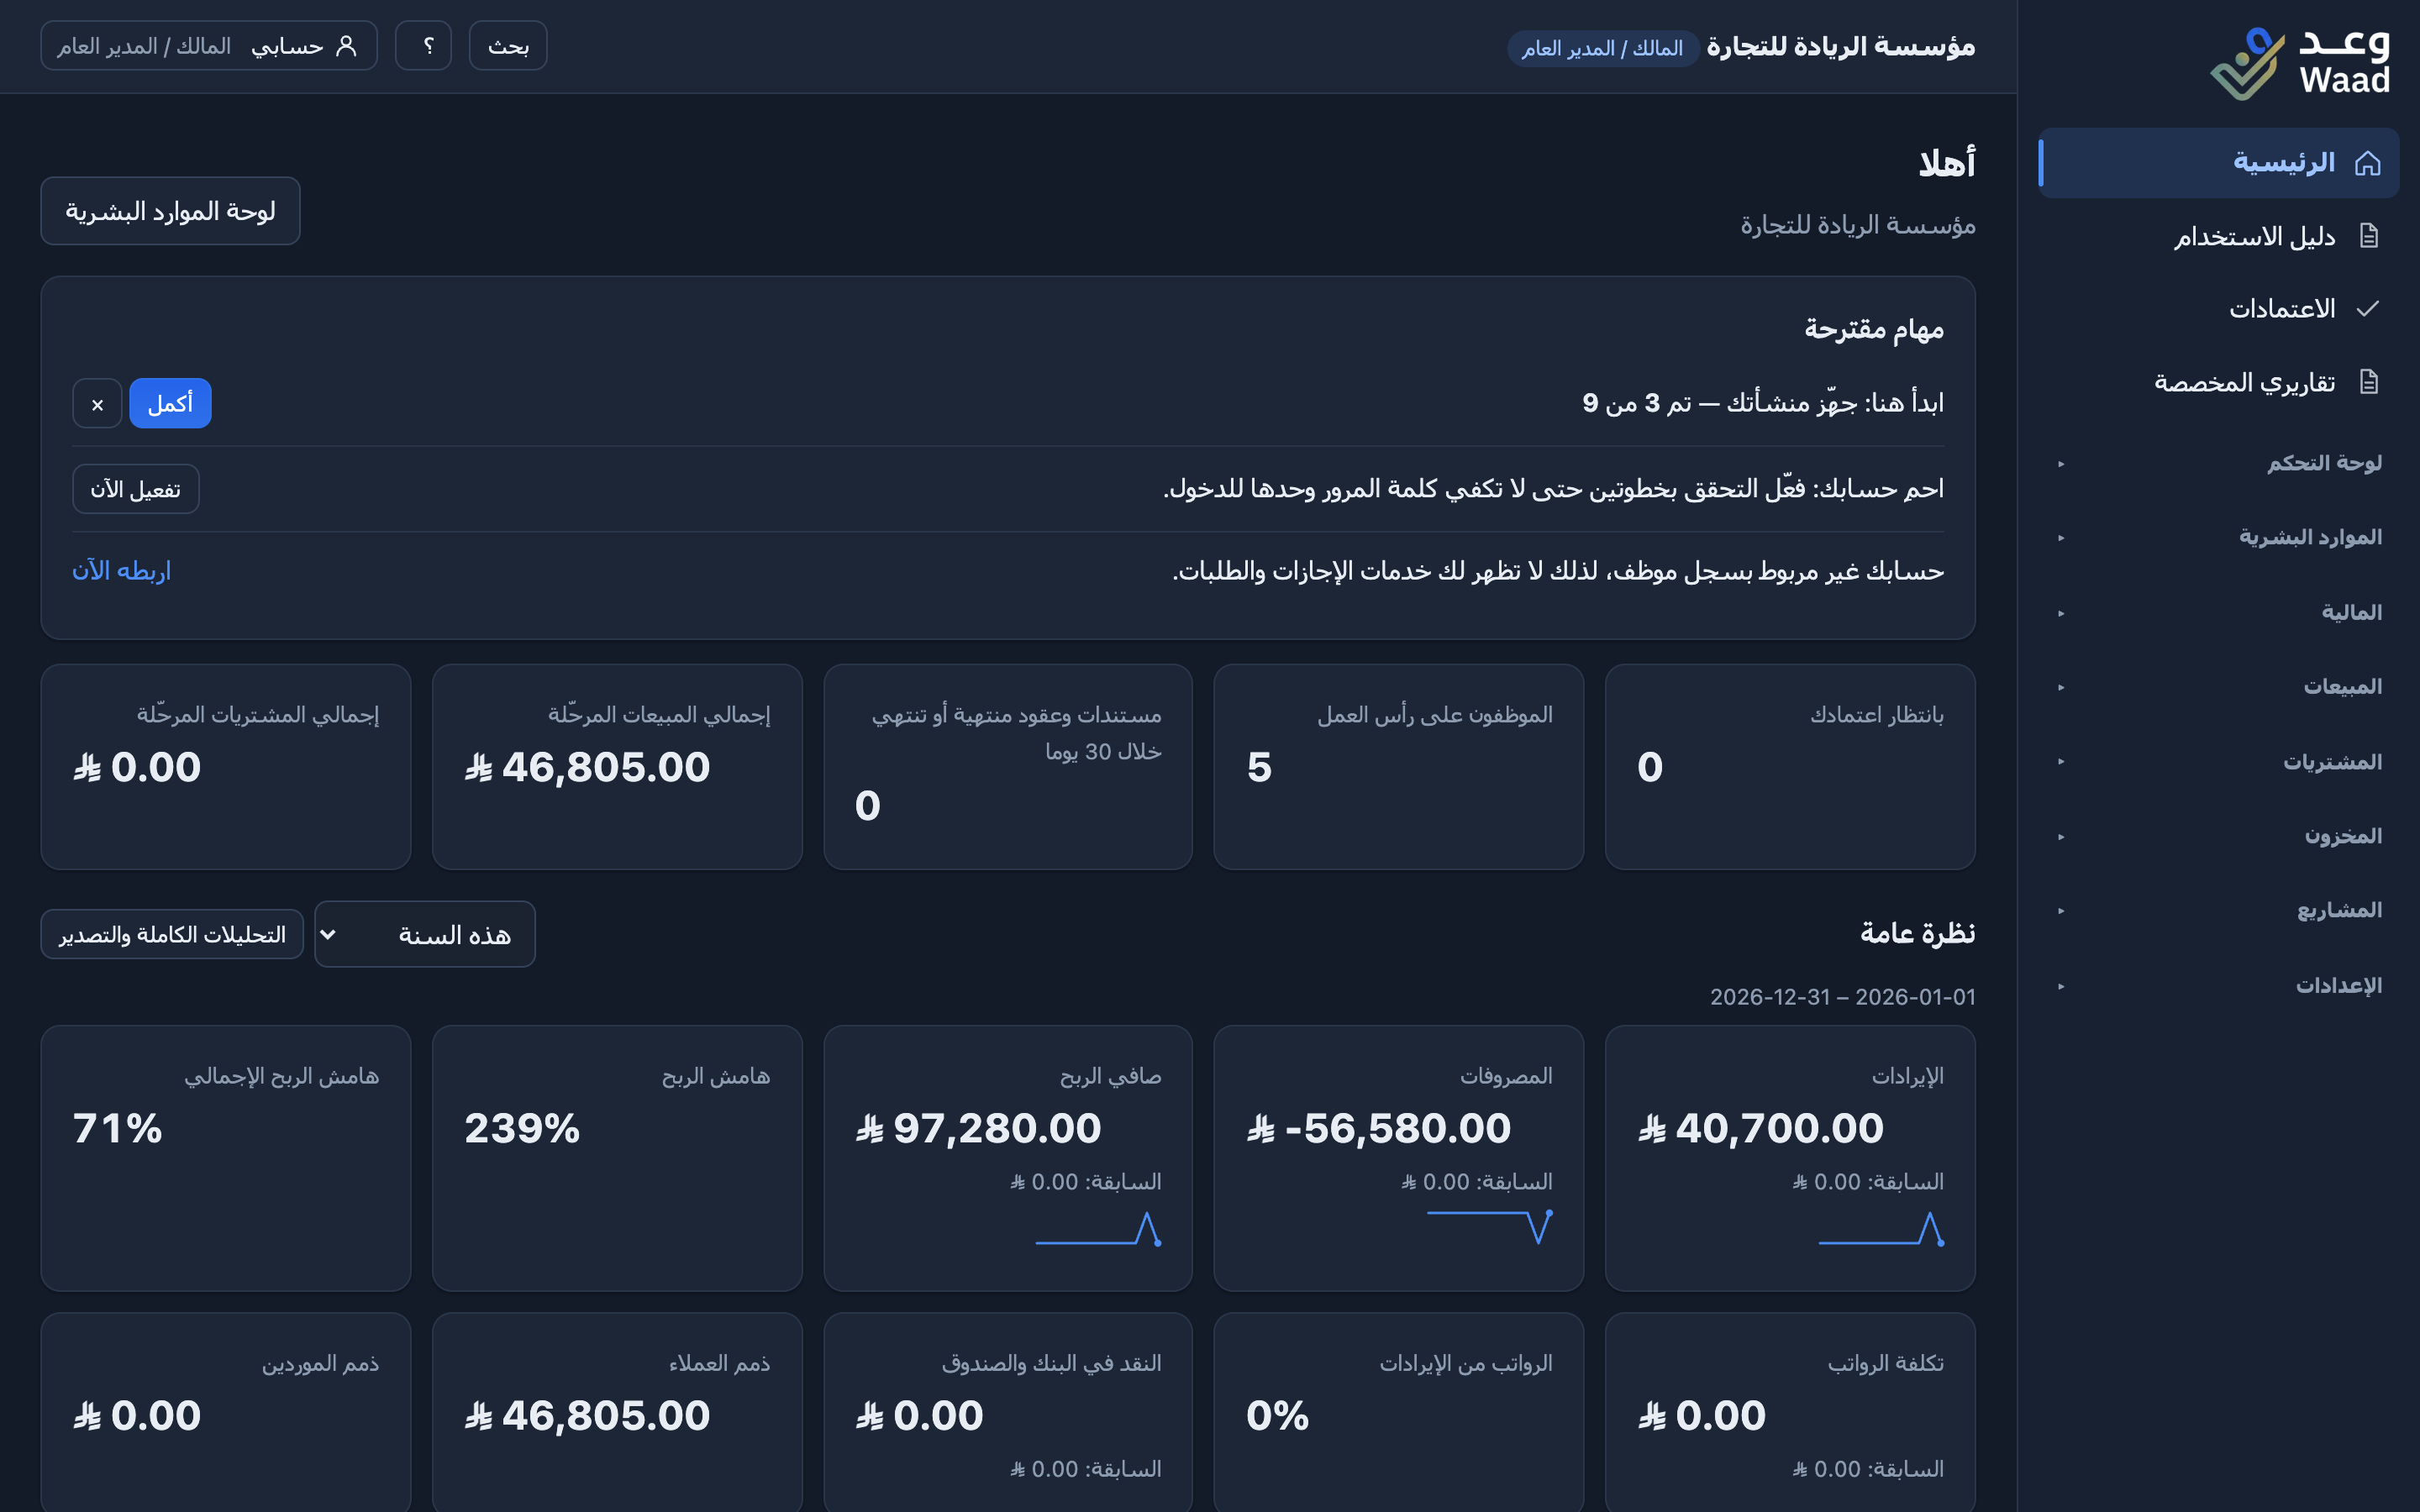 وعـد
Waad
الرئيسية
دليل الاستخدام
الاعتمادات
تقاريري المخصصة
لوحة التحكم
الموارد البشرية
المالية
المبيعات
المشتريات
المخزون
المشاريع
الإعدادات
مؤسسة الريادة للتجارة المالك / المدير العام
بحث
؟
حسابي المالك / المدير العام
أهلا
مؤسسة الريادة للتجارة
لوحة الموارد البشرية
مهام مقترحة
ابدأ هنا: جهّز منشأتك — تم 3 من 9
أكمل
×
احمِ حسابك: فعّل التحقق بخطوتين حتى لا تكفي كلمة المرور وحدها للدخول.
تفعيل الآن
حسابك غير مربوط بسجل موظف، لذلك لا تظهر لك خدمات الإجازات والطلبات.
اربطه الآن
بانتظار اعتمادك
0
الموظفون على رأس العمل
5
مستندات وعقود منتهية أو تنتهي
خلال 30 يوما
0
إجمالي المبيعات المرحّلة
46,805.00 ⃁
إجمالي المشتريات المرحّلة
0.00 ⃁
نظرة عامة
هذه السنة
التحليلات الكاملة والتصدير
2026-01-01 – 2026-12-31
الإيرادات
40,700.00 ⃁
السابقة: 0.00 ⃁
المصروفات
-56,580.00 ⃁
السابقة: 0.00 ⃁
صافي الربح
97,280.00 ⃁
السابقة: 0.00 ⃁
هامش الربح
239%
هامش الربح الإجمالي
71%
تكلفة الرواتب
0.00 ⃁
السابقة: 0.00 ⃁
الرواتب من الإيرادات
0%
النقد في البنك والصندوق
0.00 ⃁
السابقة: 0.00 ⃁
ذمم العملاء
46,805.00 ⃁
ذمم الموردين
0.00 ⃁